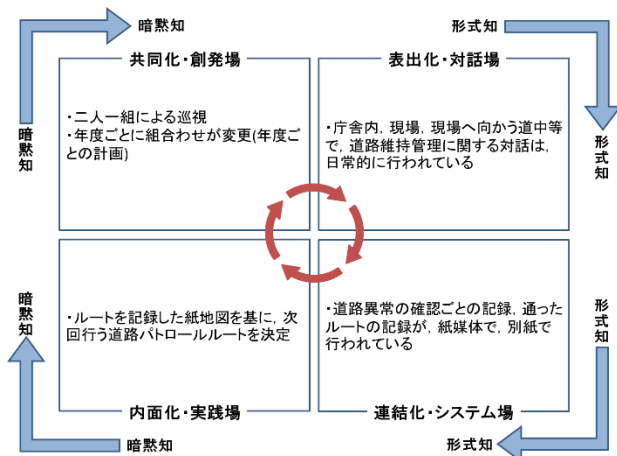 暗黙知
形式知
共同化・創発場
表出化・対話場
暗黙知
・二人一組による巡視
・年度ごとに組合わせが変更(年度ご
との計画)
・庁舎内，現場，現場へ向かう道中等
で，道路維持管理に関する対話は，
日常的に行われている
形式知
暗黙知
・ルートを記録した紙地図を基に，次
回行う道路パトロールルートを決定
・道路異常の確認ごとの記録，通った
ルートの記録が，紙媒体で，別紙で
行われている
形式知
内面化・実践場
連結化・システム場
暗黙知
形式知